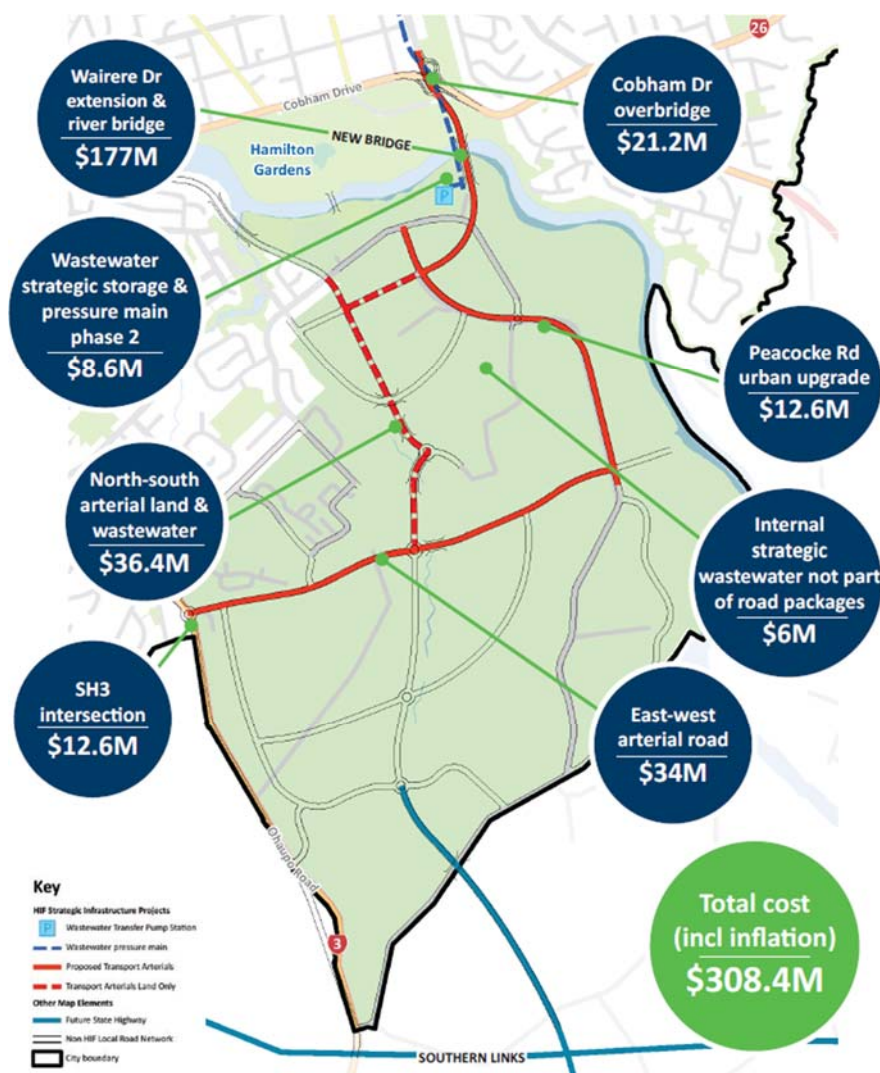 26
Wairere Dr
extension &
river bridge
$177M
Cobham Drive
Cobham Dr
overbridge
$21.2M
NEW BRIDGE
Hamilton
Gardens
P
Wastewater
strategic storage &
pressure main
phase 2
$8.6M
Peacocke Rd
urban upgrade
$12.6M
North-south
arterial land &
wastewater
$36.4M
Internal
strategic
wastewater not part
of road packages
$6M
SH3
intersection
$12.6M
East-west
arterial road
$34M
Ohaupo Road
3
Key
HIF Strategic Infrastructure Projects
P Wastewater Transfer Pump Station
Wastewater pressure main
Proposed Transport Arterials
Transport Arterials Land Only
Other Map Elements
Future State Highway
Non HIF Local Road Network
City boundary
Total cost
(incl inflation)
$308.4M
SOUTHERN LINKS